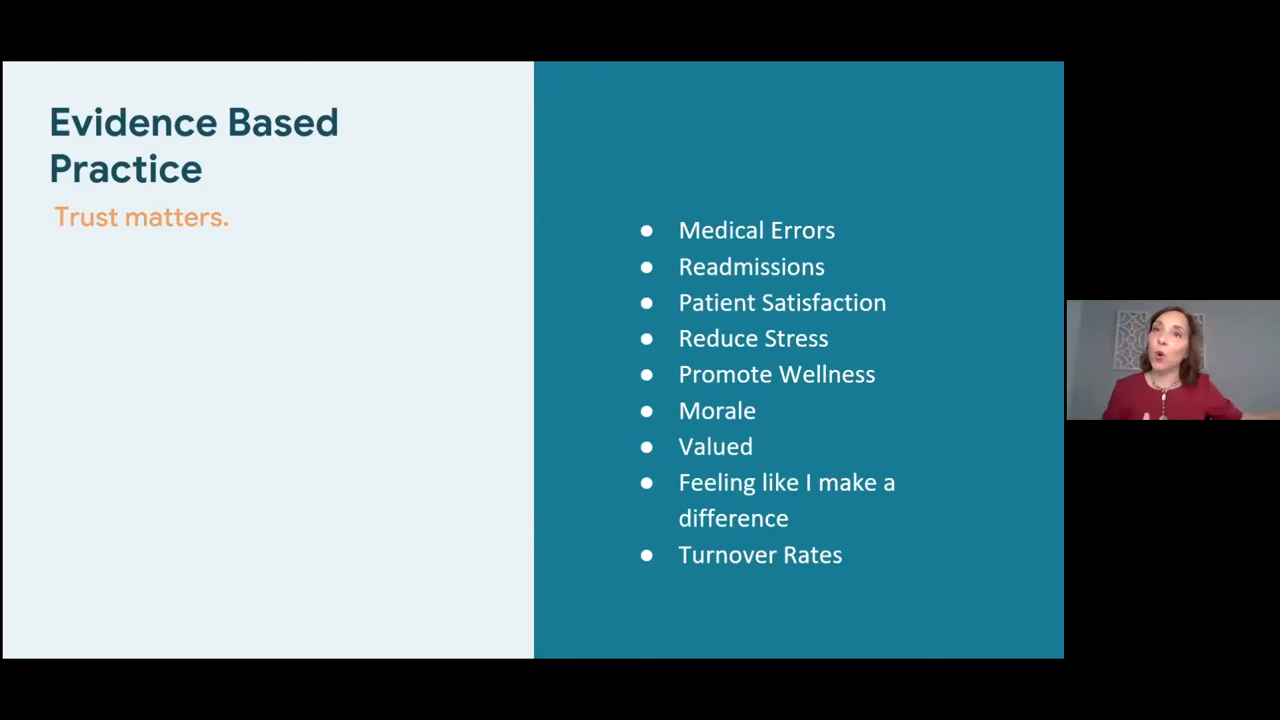 Evidence Based
Practice
Trust matters.
● Medical Errors
● Readmissions
● Patient Satisfaction
● Reduce Stress
● Promote Wellness
● Morale
● Valued
● Feeling like I make a
difference
● Turnover Rates